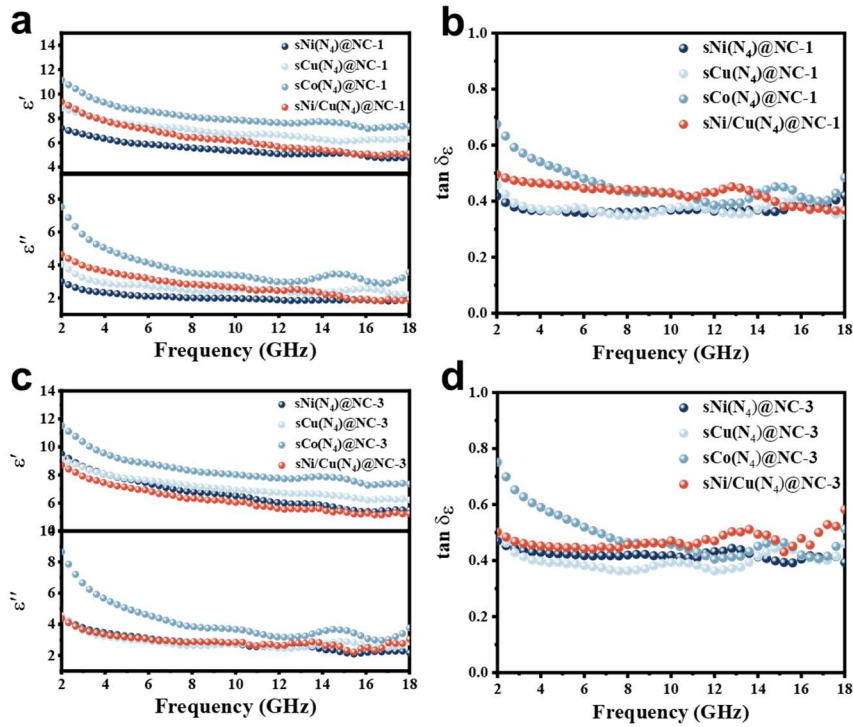 a
14
12
10
8
6
4
ε′
sNi(N₄)@NC-1
sCu(N₄)@NC-1
sCo(N₄)@NC-1
sNi/Cu(N₄)@NC-1
8
6
4
2
ε″
2 4 6 8 10 12 14 16 18
Frequency (GHz)
b
1.0
0.8
0.6
0.4
0.2
0.0
tan δε
sNi(N₄)@NC-1
sCu(N₄)@NC-1
sCo(N₄)@NC-1
sNi/Cu(N₄)@NC-1
2 4 6 8 10 12 14 16 18
Frequency (GHz)
c
14
12
10
8
6
ε′
sNi(N₄)@NC-3
sCu(N₄)@NC-3
sCo(N₄)@NC-3
sNi/Cu(N₄)@NC-3
8
6
4
2
ε″
2 4 6 8 10 12 14 16 18
Frequency (GHz)
d
1.0
0.8
0.6
0.4
0.2
0.0
tan δε
sNi(N₄)@NC-3
sCu(N₄)@NC-3
sCo(N₄)@NC-3
sNi/Cu(N₄)@NC-3
2 4 6 8 10 12 14 16 18
Frequency (GHz)